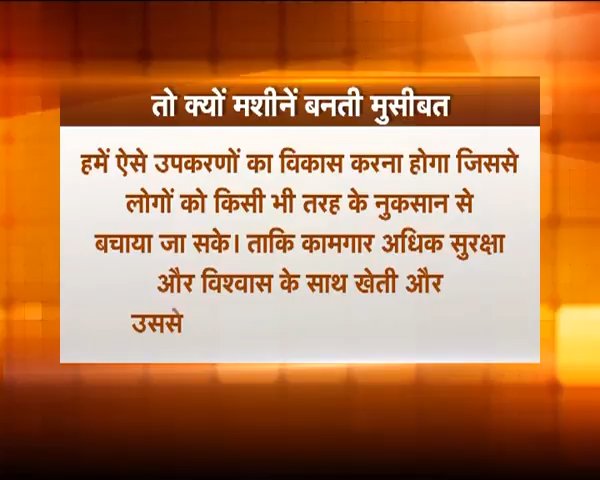 तो क्यों मशीनें बनती मुसीबत
हमें ऐसे उपकरणों का विकास करना होगा जिससे
लोगों को किसी भी तरह के नुकसान से
बचाया जा सके। ताकि कामगार अधिक सुरक्षा
और विश्वास के साथ खेती और
उससे